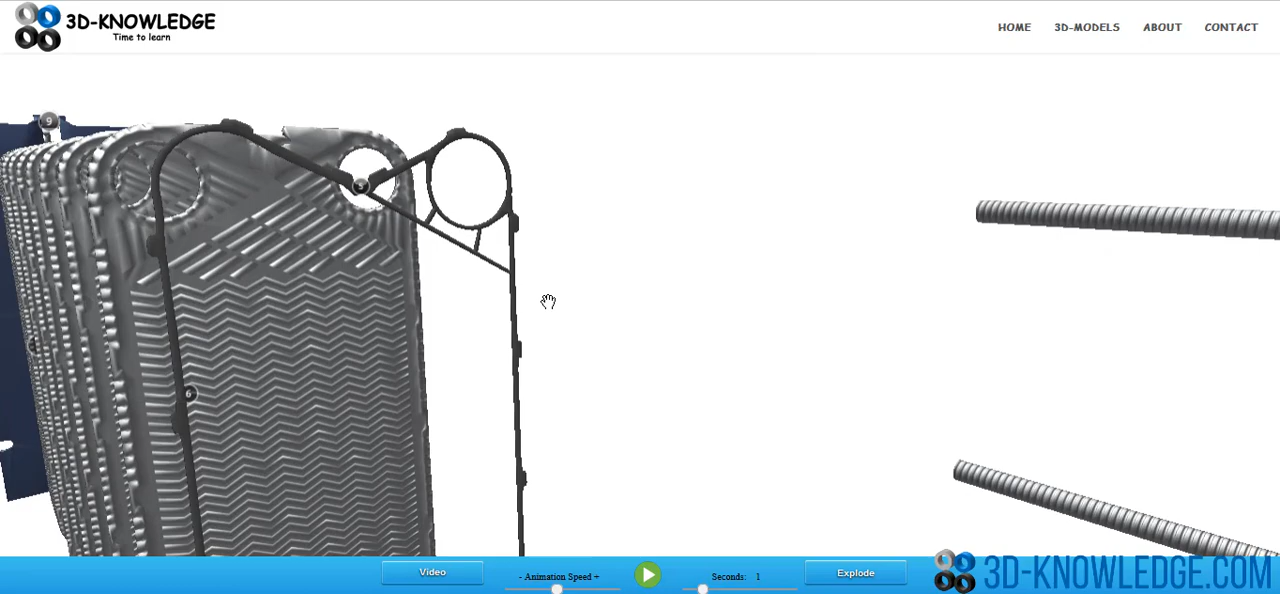 3D-KNOWLEDGE
Time to learn
HOME 3D-MODELS ABOUT CONTACT
9
5
6
Video
- Animation Speed +
Seconds: 1
Explode
3D-KNOWLEDGE.COM